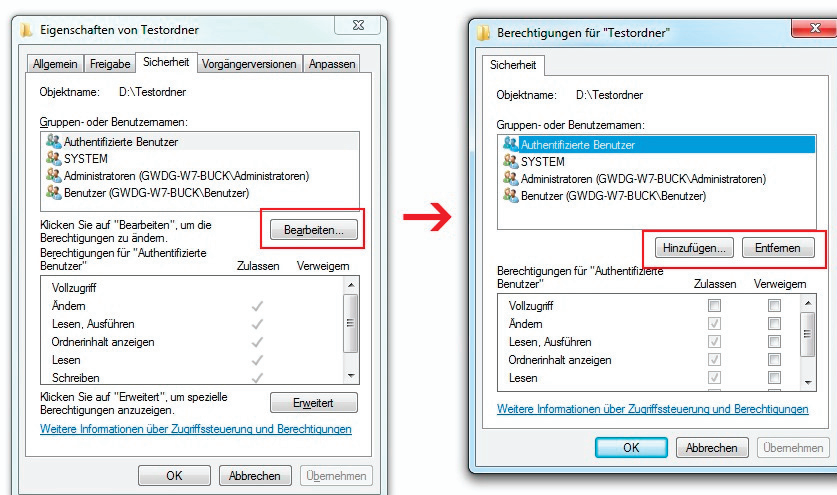 Eigenschaften von Testordner
Allgemein Freigabe Sicherheit Vorgängerversionen Anpassen
Objektname: D:\Testordner
Gruppen- oder Benutzernamen:
Authentifizierte Benutzer
SYSTEM
Administratoren (GWDG-W7-BUCK\Administratoren)
Benutzer (GWDG-W7-BUCK\Benutzer)
Klicken Sie auf "Bearbeiten", um die
Berechtigungen zu ändern.
Bearbeiten...
Berechtigungen für "Authentifizierte
Benutzer" Zulassen Verweigern
Vollzugriff
Ändern
Lesen, Ausführen
Ordnerinhalt anzeigen
Lesen
Schreiben
Klicken Sie auf "Erweitert", um spezielle
Berechtigungen anzuzeigen.
Erweitert
Weitere Informationen über Zugriffssteuerung und Berechtigungen
OK Abbrechen Übernehmen
Berechtigungen für "Testordner"
Sicherheit
Objektname: D:\Testordner
Gruppen- oder Benutzernamen:
Authentifizierte Benutzer
SYSTEM
Administratoren (GWDG-W7-BUCK\Administratoren)
Benutzer (GWDG-W7-BUCK\Benutzer)
Hinzufügen... Entfernen
Berechtigungen für "Authentifizierte
Benutzer" Zulassen Verweigern
Vollzugriff
Ändern
Lesen, Ausführen
Ordnerinhalt anzeigen
Lesen
Weitere Informationen über Zugriffssteuerung und Berechtigungen
OK Abbrechen Übernehmen